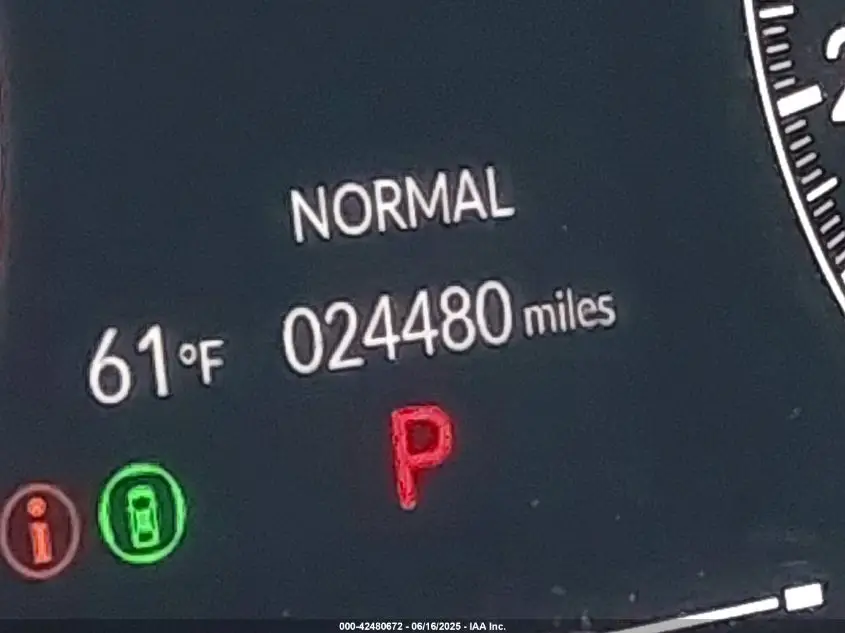 NORMAL
61°F 024480 miles
P
000-42480672 - 06/16/2025 - IAA Inc.